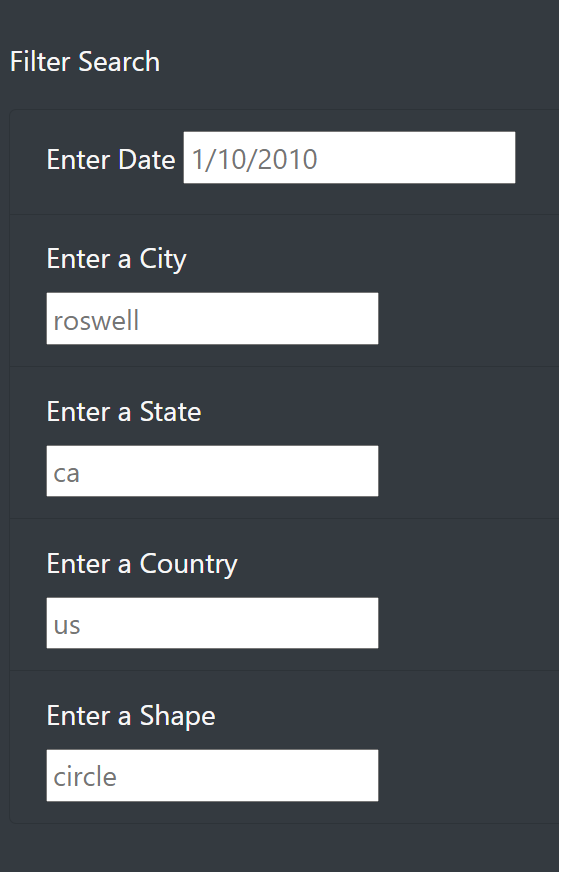 Filter Search
Enter Date 1/10/2010
Enter a City
roswell
Enter a State
ca
Enter a Country
us
Enter a Shape
circle